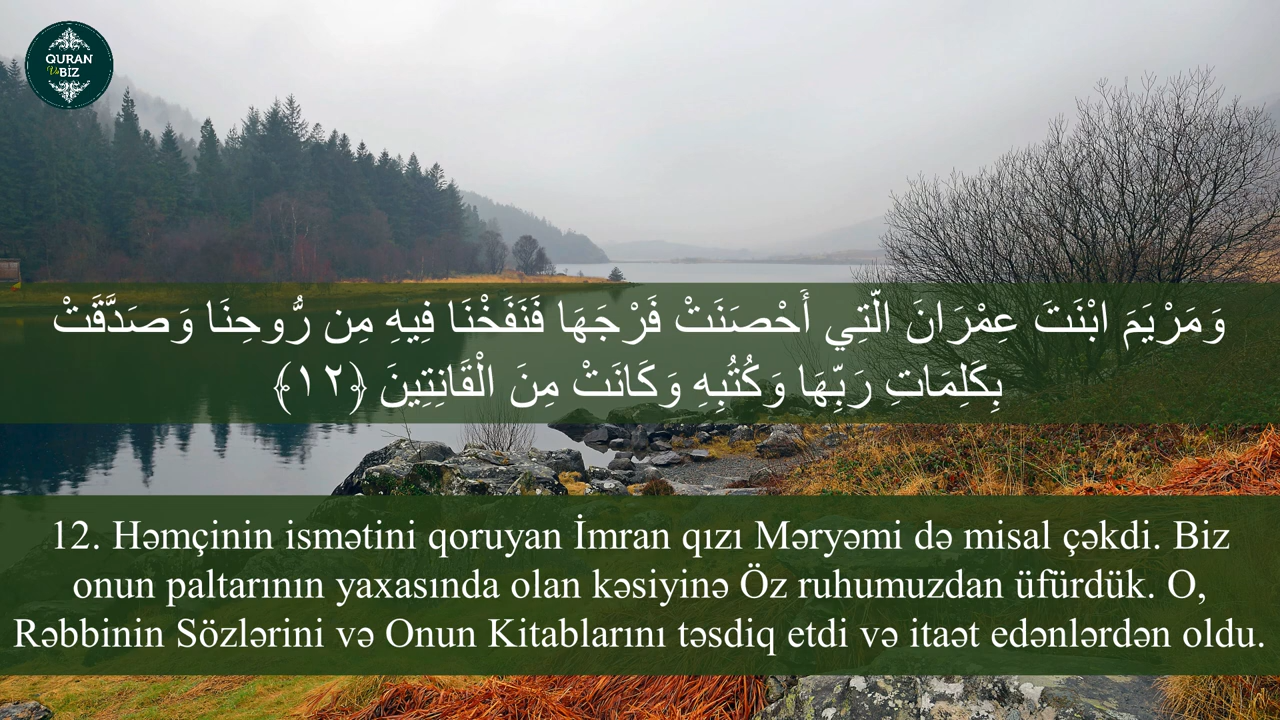 QURAN
Və
BİZ
وَمَرْيَمَ ابْنَتَ عِمْرَانَ الَّتِي أَحْصَنَتْ فَرْجَهَا فَنَفَخْنَا فِيهِ مِن رُّوحِنَا وَصَدَّقَتْ
بِكَلِمَاتِ رَبِّهَا وَكُتُبِهِ وَكَانَتْ مِنَ الْقَانِتِينَ ﴿١٢﴾
12. Həmçinin ismətini qoruyan İmran qızı Məryəmi də misal çəkdi. Biz
onun paltarının yaxasında olan kəsiyinə Öz ruhumuzdan üfürdük. O,
Rəbbinin Sözlərini və Onun Kitablarını təsdiq etdi və itaət edənlərdən oldu.